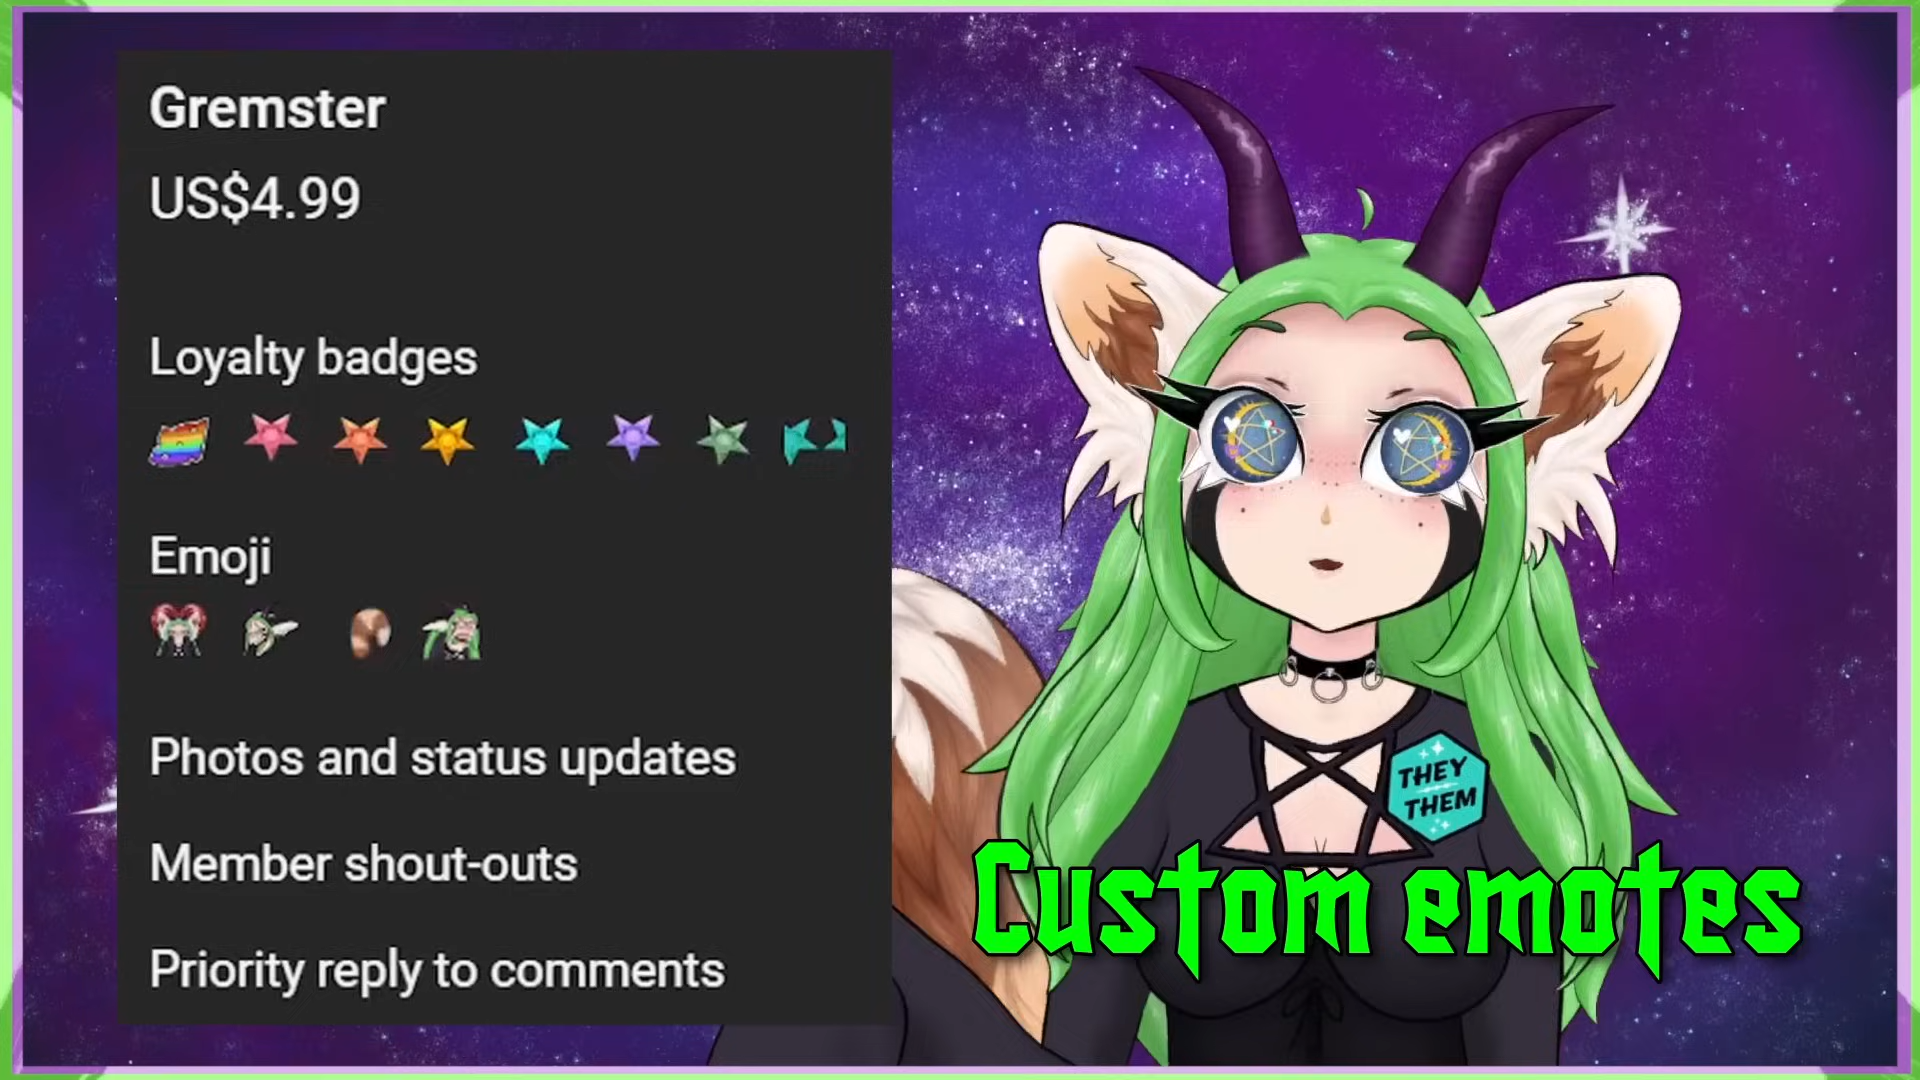 Gremster
US$4.99
Loyalty badges
Emoji
Photos and status updates
Member shout-outs
Priority reply to comments
THEY
THEM
Custom emotes